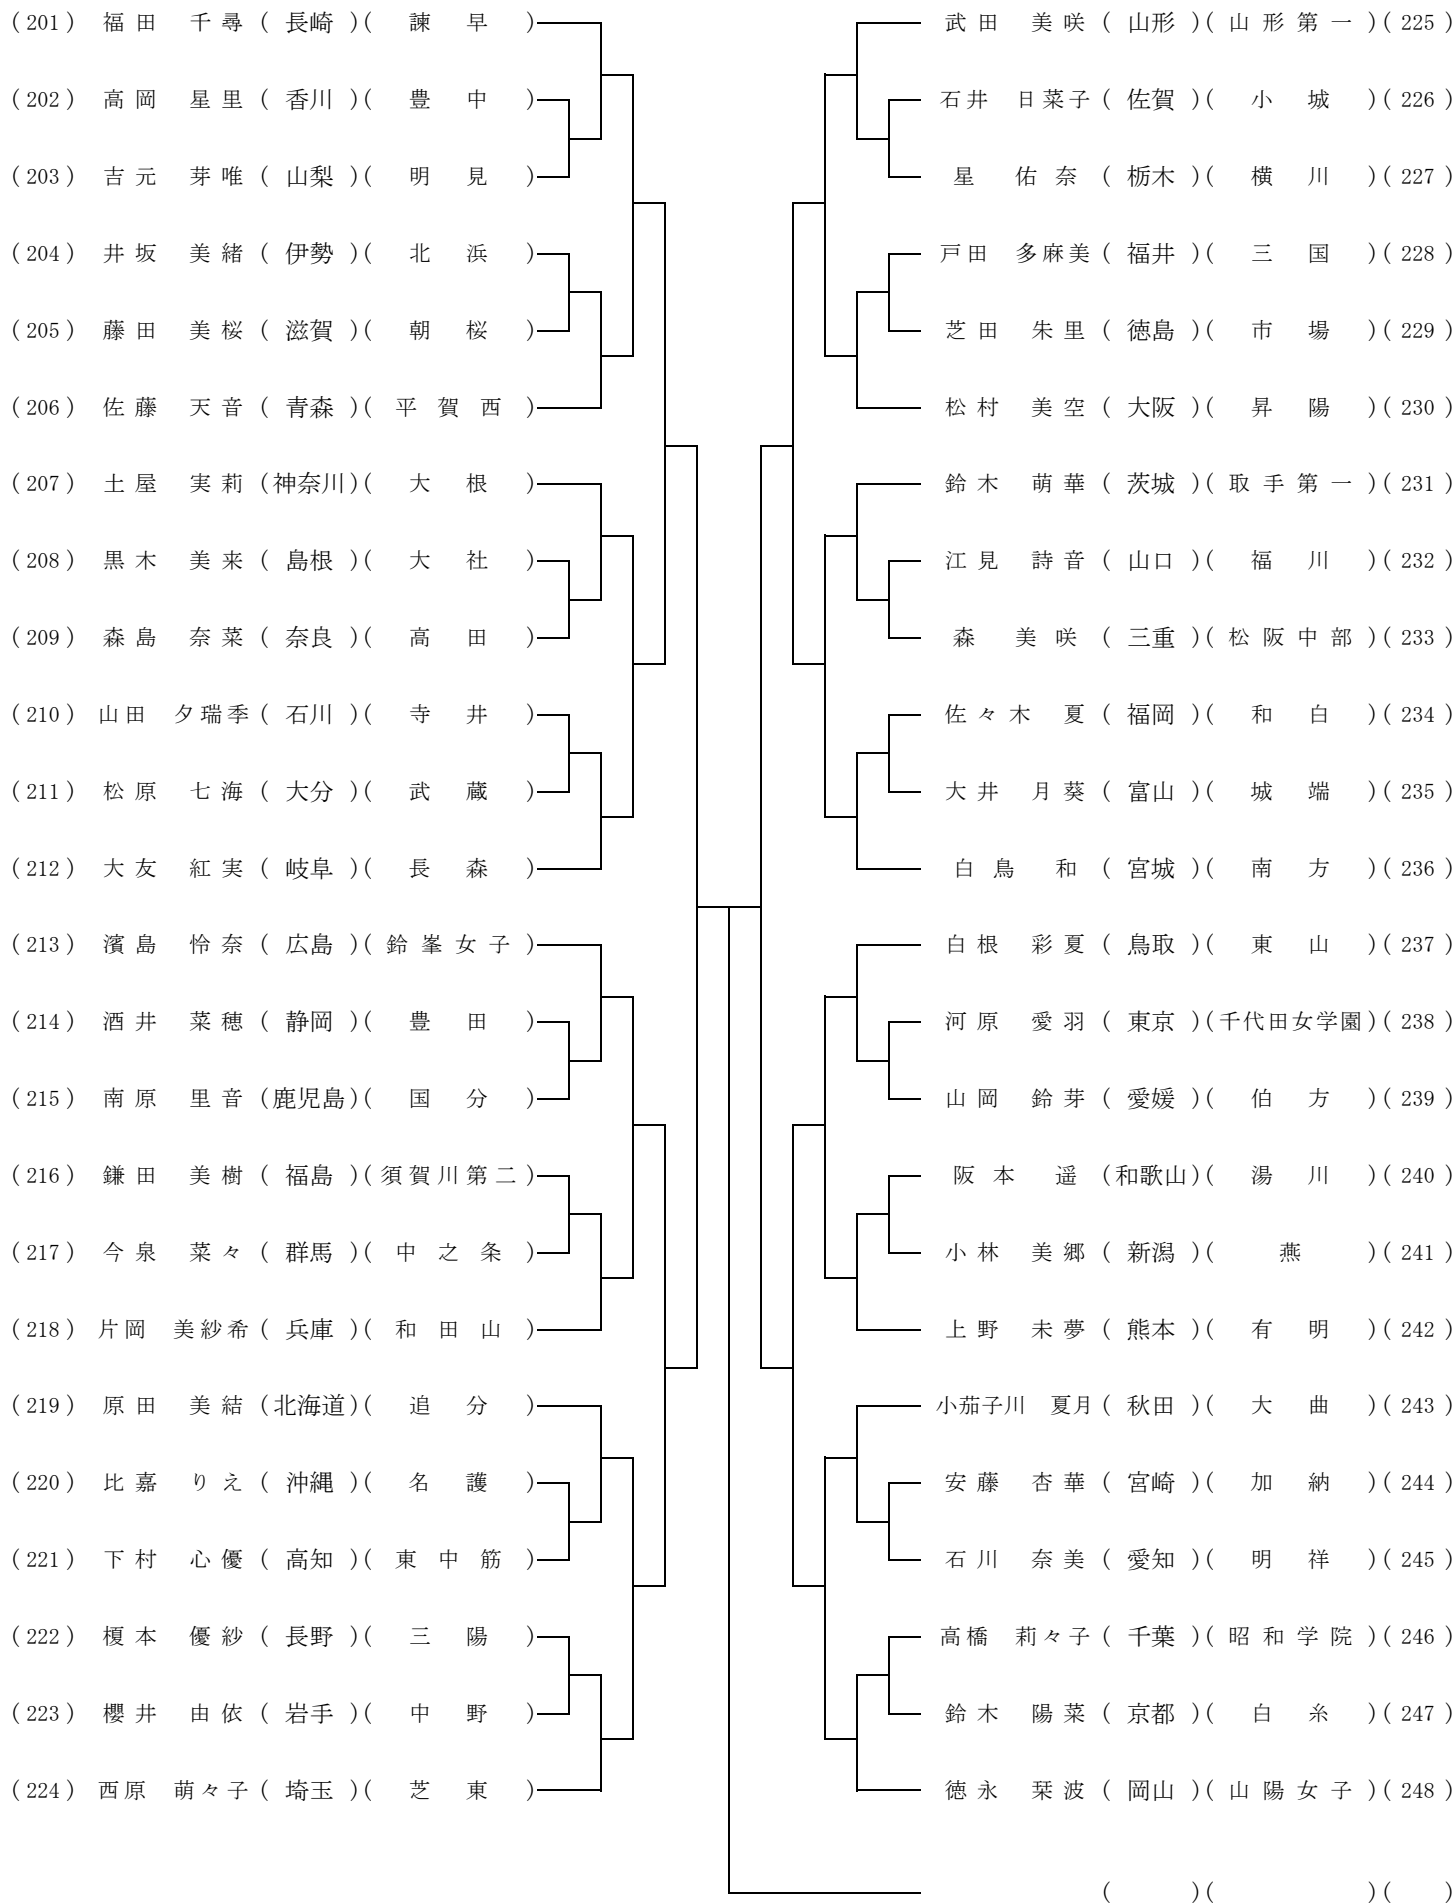 (201) 福田 千尋 ( 長崎 )( 諫早 )
(202) 高岡 星里 ( 香川 )( 豊中 )
(203) 吉元 芽唯 ( 山梨 )( 明見 )
(204) 井坂 美緒 ( 伊勢 )( 北浜 )
(205) 藤田 美桜 ( 滋賀 )( 朝桜 )
(206) 佐藤 天音 ( 青森 )( 平賀西 )
(207) 土屋 実莉 (神奈川)( 大根 )
(208) 黒木 美来 ( 島根 )( 大社 )
(209) 森島 奈菜 ( 奈良 )( 高田 )
(210) 山田 夕瑞季 ( 石川 )( 寺井 )
(211) 松原 七海 ( 大分 )( 武蔵 )
(212) 大友 紅実 ( 岐阜 )( 長森 )
(213) 濱島 怜奈 ( 広島 )( 鈴峯女子 )
(214) 酒井 菜穂 ( 静岡 )( 豊田 )
(215) 南原 里音 (鹿児島)( 国分 )
(216) 鎌田 美樹 ( 福島 )( 須賀川第二 )
(217) 今泉 菜々 ( 群馬 )( 中之条 )
(218) 片岡 美紗希 ( 兵庫 )( 和田山 )
(219) 原田 美結 (北海道)( 追分 )
(220) 比嘉 りえ ( 沖縄 )( 名護 )
(221) 下村 心優 ( 高知 )( 東中筋 )
(222) 榎本 優紗 ( 長野 )( 三陽 )
(223) 櫻井 由依 ( 岩手 )( 中野 )
(224) 西原 萌々子 ( 埼玉 )( 芝東 )
武田 美咲 ( 山形 )( 山形第一 )( 225 )
石井 日菜子 ( 佐賀 )( 小城 )( 226 )
星 佑奈 ( 栃木 )( 横川 )( 227 )
戸田 多麻美 ( 福井 )( 三国 )( 228 )
芝田 朱里 ( 徳島 )( 市場 )( 229 )
松村 美空 ( 大阪 )( 昇陽 )( 230 )
鈴木 萌華 ( 茨城 )( 取手第一 )( 231 )
江見 詩音 ( 山口 )( 福川 )( 232 )
森 美咲 ( 三重 )( 松阪中部 )( 233 )
佐々木 夏 ( 福岡 )( 和白 )( 234 )
大井 月葵 ( 富山 )( 城端 )( 235 )
白鳥 和 ( 宮城 )( 南方 )( 236 )
白根 彩夏 ( 鳥取 )( 東山 )( 237 )
河原 愛羽 ( 東京 )(千代田女学園)( 238 )
山岡 鈴芽 ( 愛媛 )( 伯方 )( 239 )
阪本 遥 (和歌山)( 湯川 )( 240 )
小林 美郷 ( 新潟 )( 燕 )( 241 )
上野 未夢 ( 熊本 )( 有明 )( 242 )
小茄子川 夏月 ( 秋田 )( 大曲 )( 243 )
安藤 杏華 ( 宮崎 )( 加納 )( 244 )
石川 奈美 ( 愛知 )( 明祥 )( 245 )
高橋 莉々子 ( 千葉 )( 昭和学院 )( 246 )
鈴木 陽菜 ( 京都 )( 白糸 )( 247 )
徳永 栞波 ( 岡山 )( 山陽女子 )( 248 )
( )( )( )